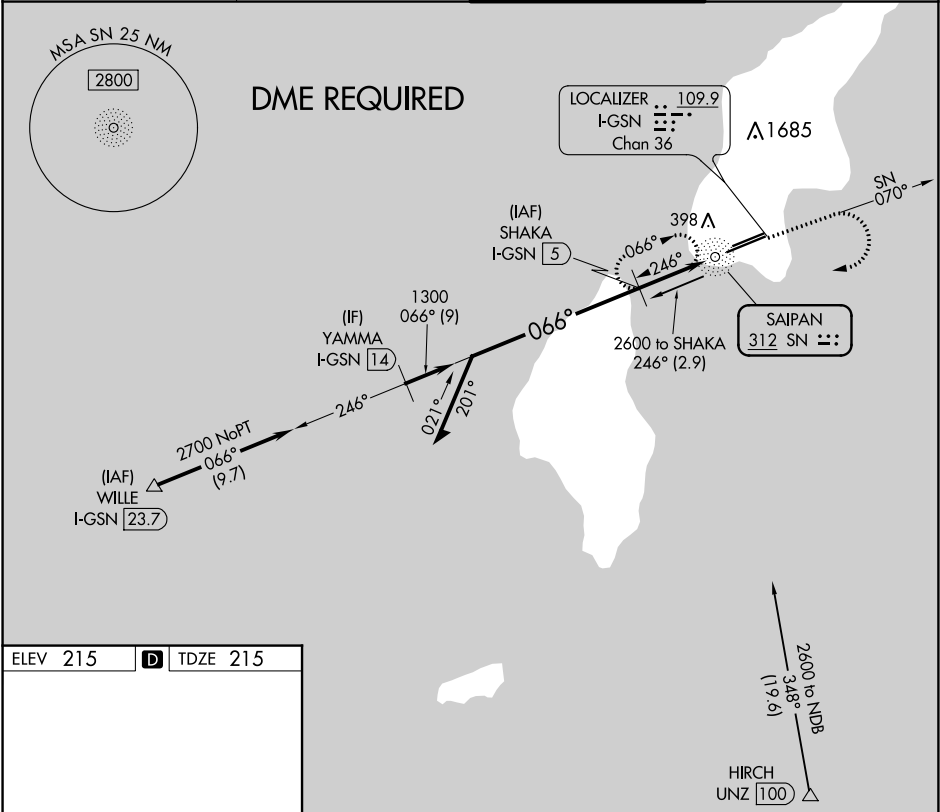 MSA SN 25 NM
2800
DME REQUIRED
LOCALIZER 109.9
I-GSN
Chan 36
1685
SN
070°
(IAF)
SHAKA
I-GSN 5
398
066°
246°
1300
066° (9)
(IF)
YAMMA
I-GSN 14
066°
2600 to SHAKA
246° (2.9)
SAIPAN
312 SN
246°
021°
201°
2700 NoPT
066°
(9.7)
(IAF)
WILLE
I-GSN 23.7
2600 to NDB
348°
(19.6)
HIRCH
UNZ 100
ELEV 215 D TDZE 215